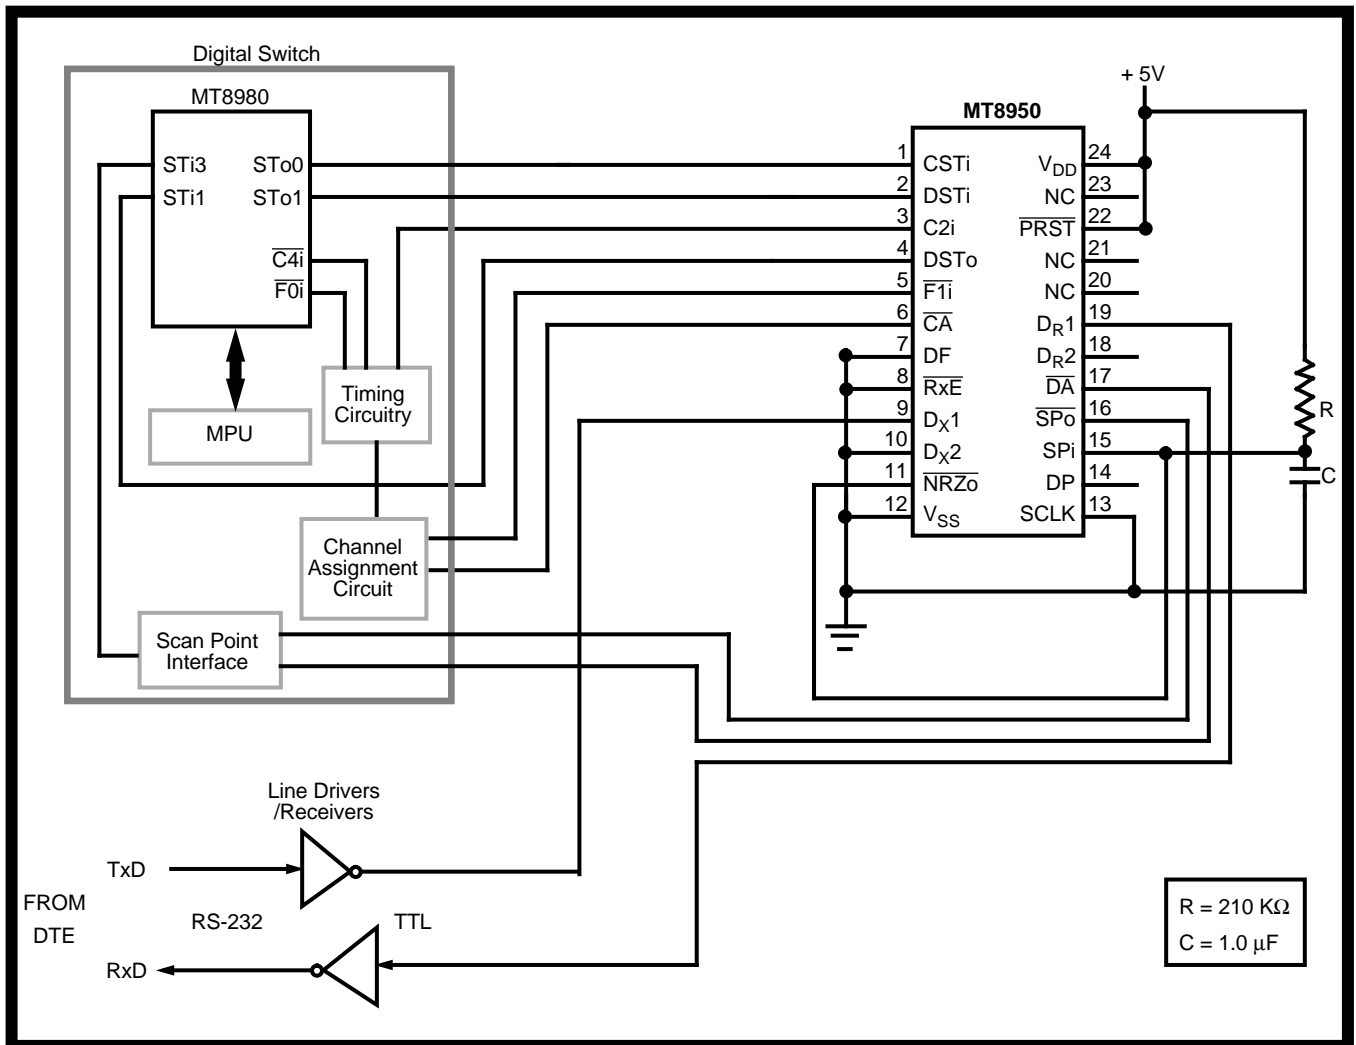 Digital Switch
MT8980
STi3
STo0
STi1
STo1
C4i
F0i
MPU
Timing
Circuitry
Channel
Assignment
Circuit
Scan Point
Interface
+ 5V
MT8950
1
CSTi
VDD
24
2
DSTi
NC
23
3
C2i
PRST
22
4
DSTo
NC
21
5
F1i
NC
20
6
CA
DR1
19
7
DF
DR2
18
8
RxE
DA
17
9
DX1
SPo
16
10
DX2
SPi
15
11
NRZo
DP
14
12
VSS
SCLK
13
R
C
Line Drivers
/Receivers
TxD
FROM
DTE
RS-232
TTL
RxD
R = 210 KΩ
C = 1.0 µF